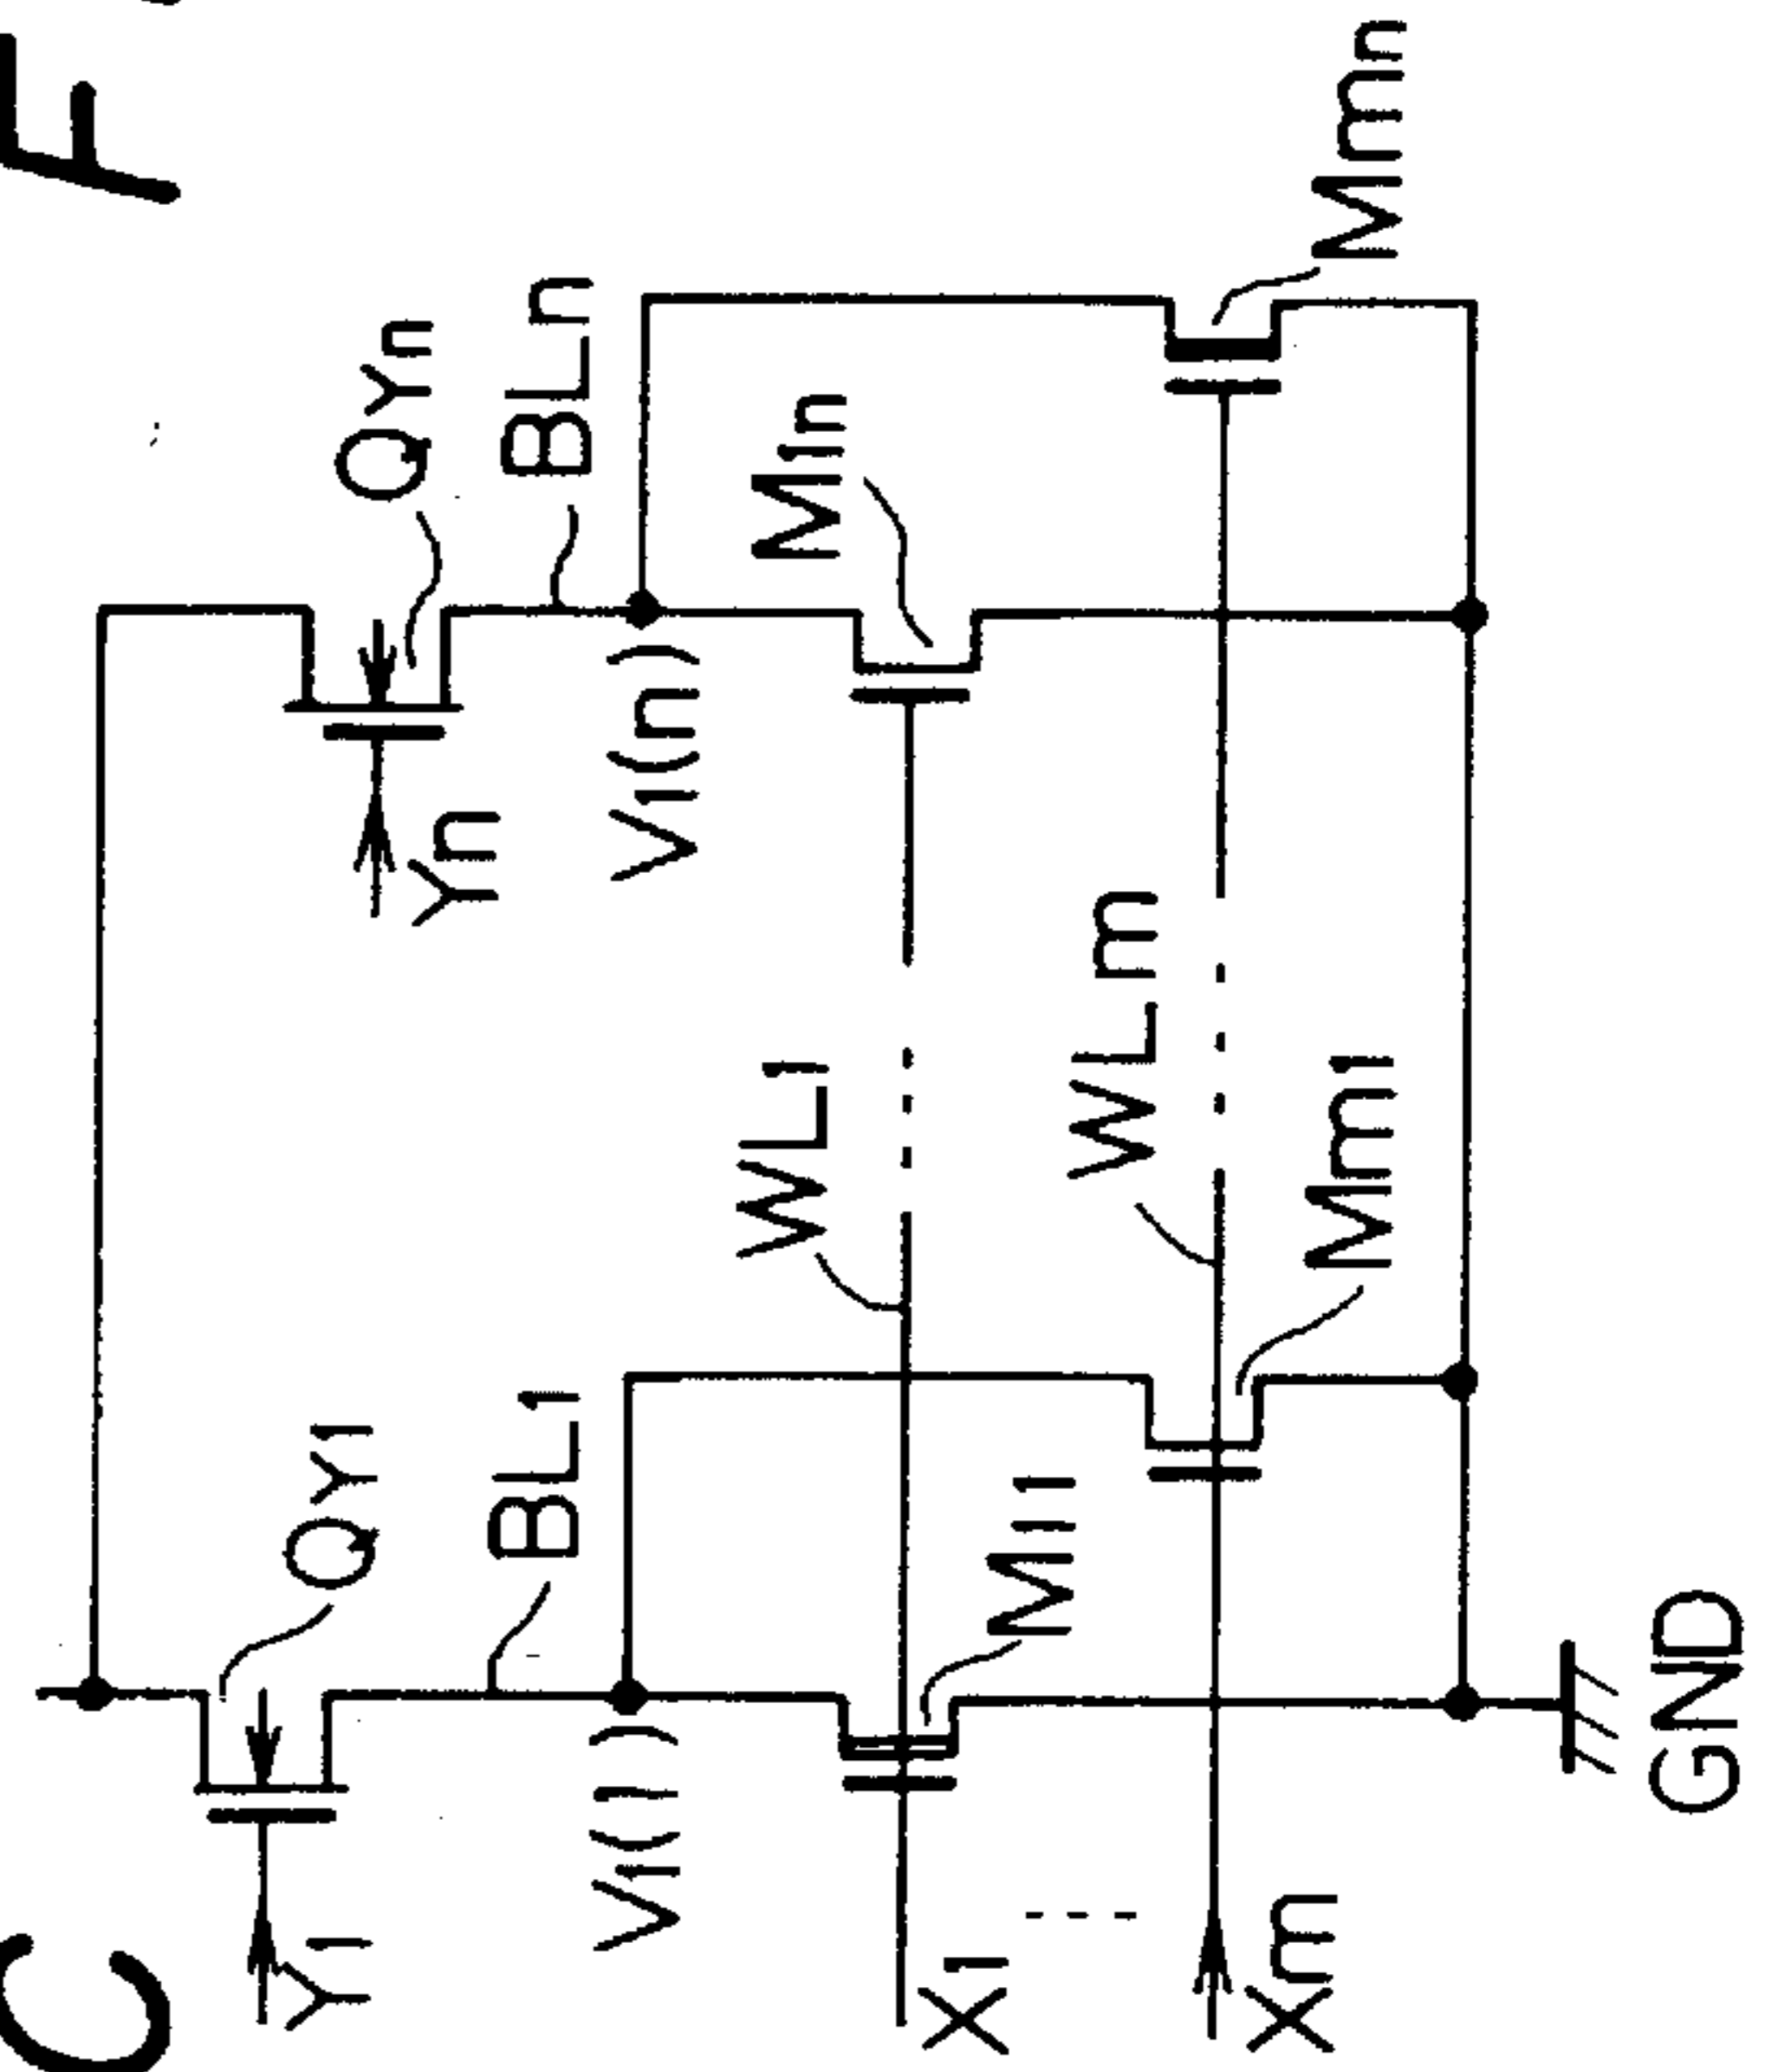 F
C
QYn
BLn
Mmn
M1n
Yn
V1(n)
WLm
WL1
Mm1
QY1
BL1
M11
Y1
V1(1)
GND
X1
Xm